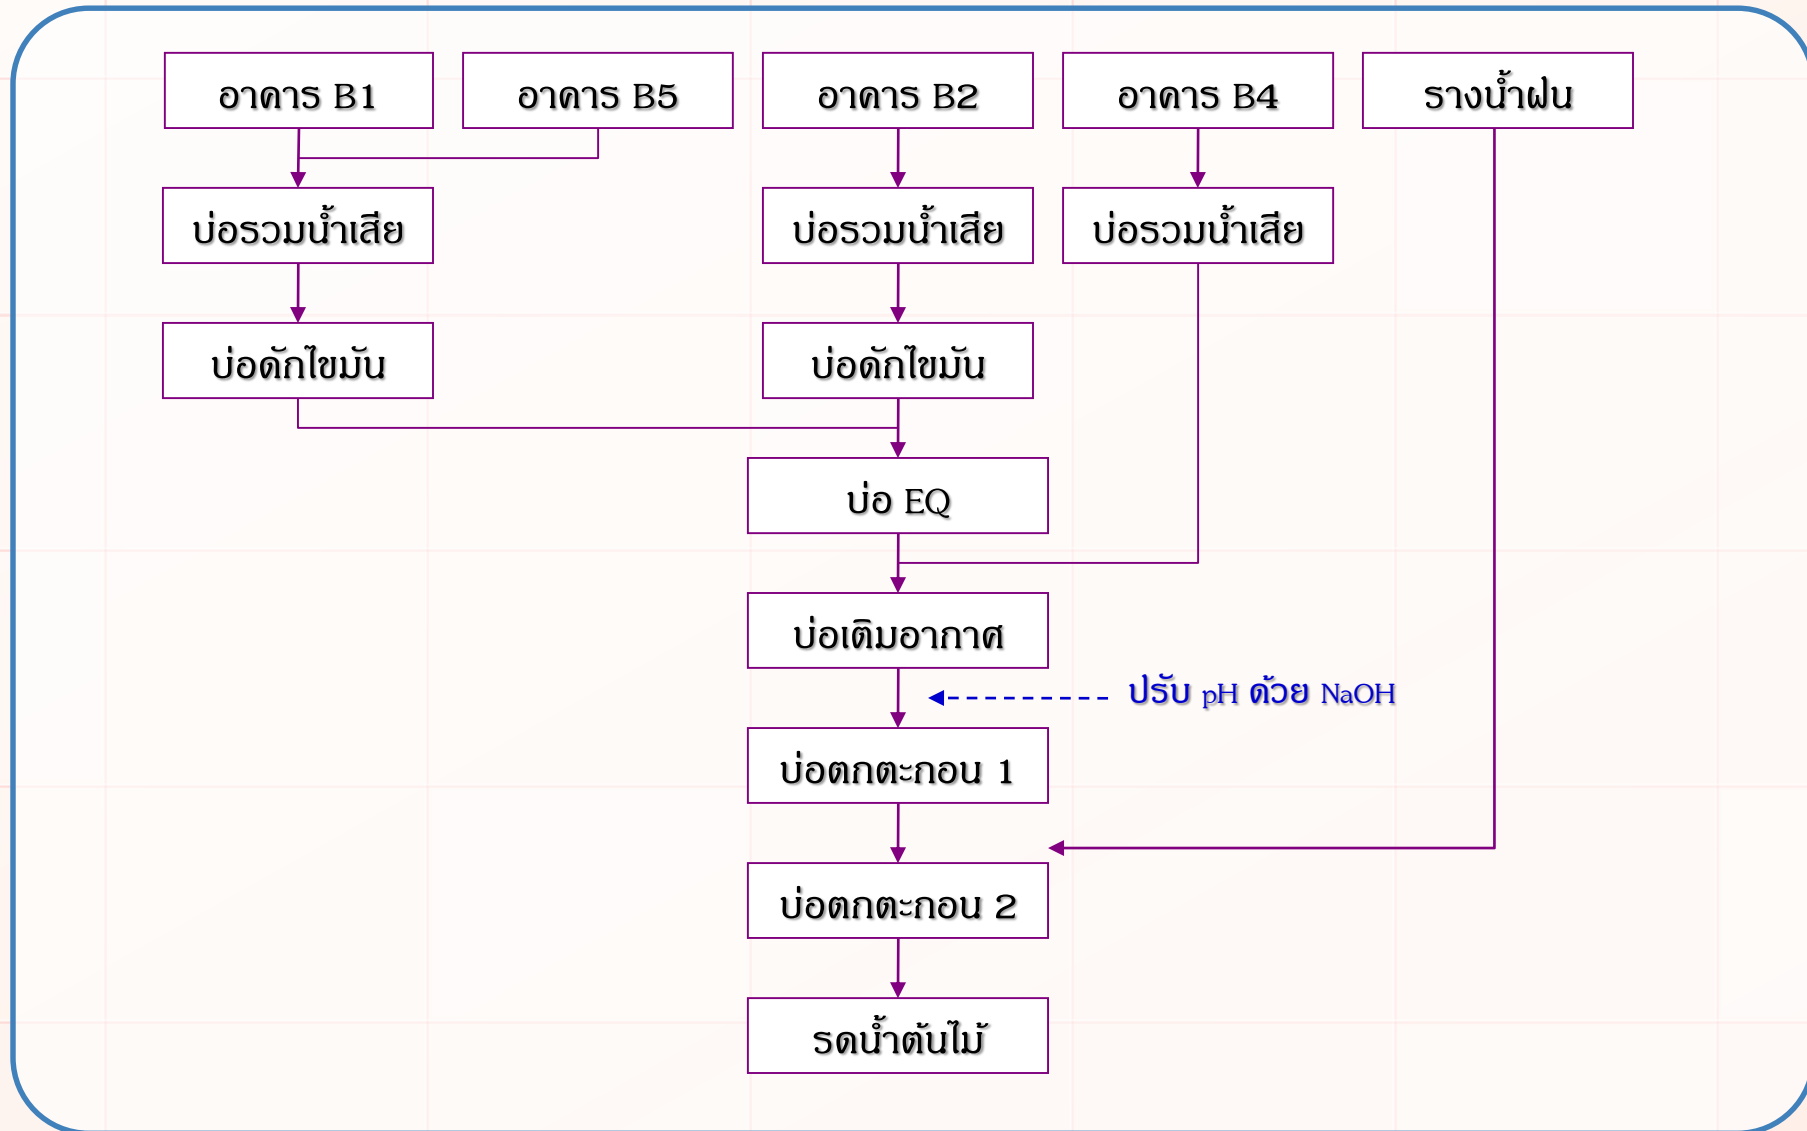 อาคาร B1
อาคาร B5
อาคาร B2
อาคาร B4
รางน้ำฝน
บ่อรวมน้ำเสีย
บ่อรวมน้ำเสีย
บ่อรวมน้ำเสีย
บ่อดักไขมัน
บ่อดักไขมัน
บ่อ EQ
บ่อเติมอากาศ
ปรับ pH ด้วย NaOH
บ่อตกตะกอน 1
บ่อตกตะกอน 2
รดน้ำต้นไม้